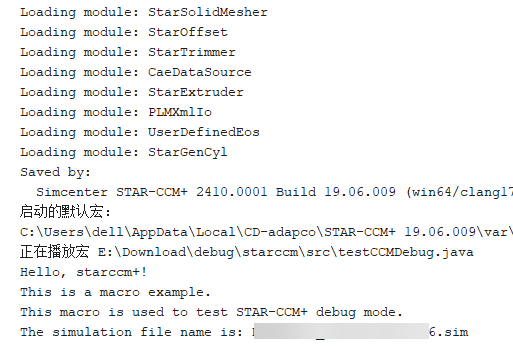 Loading module: StarSolidMesher
Loading module: StarOffset
Loading module: StarTrimmer
Loading module: CaeDataSource
Loading module: StarExtruder
Loading module: PLMXmlIo
Loading module: UserDefinedEos
Loading module: StarGenCyl
Saved by:
  Simcenter STAR-CCM+ 2410.0001 Build 19.06.009 (win64/clang17
启动的默认宏:
C:\Users\dell\AppData\Local\CD-adapco\STAR-CCM+ 19.06.009\var\
正在播放宏 E:\Download\debug\starccm\src\testCCMDebug.java
Hello, starccm+!
This is a macro example.
This macro is used to test STAR-CCM+ debug mode.
The simulation file name is: 6.sim